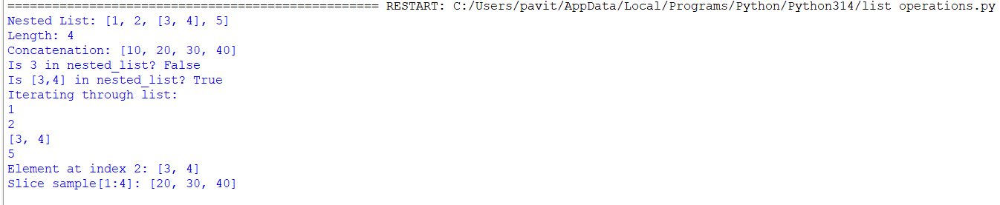 ================================================== RESTART: C:/Users/pavit/AppData/Local/Programs/Python/Python314/list operations.py
Nested List: [1, 2, [3, 4], 5]
Length: 4
Concatenation: [10, 20, 30, 40]
Is 3 in nested_list? False
Is [3,4] in nested_list? True
Iterating through list:
1
2
[3, 4]
5
Element at index 2: [3, 4]
Slice sample[1:4]: [20, 30, 40]